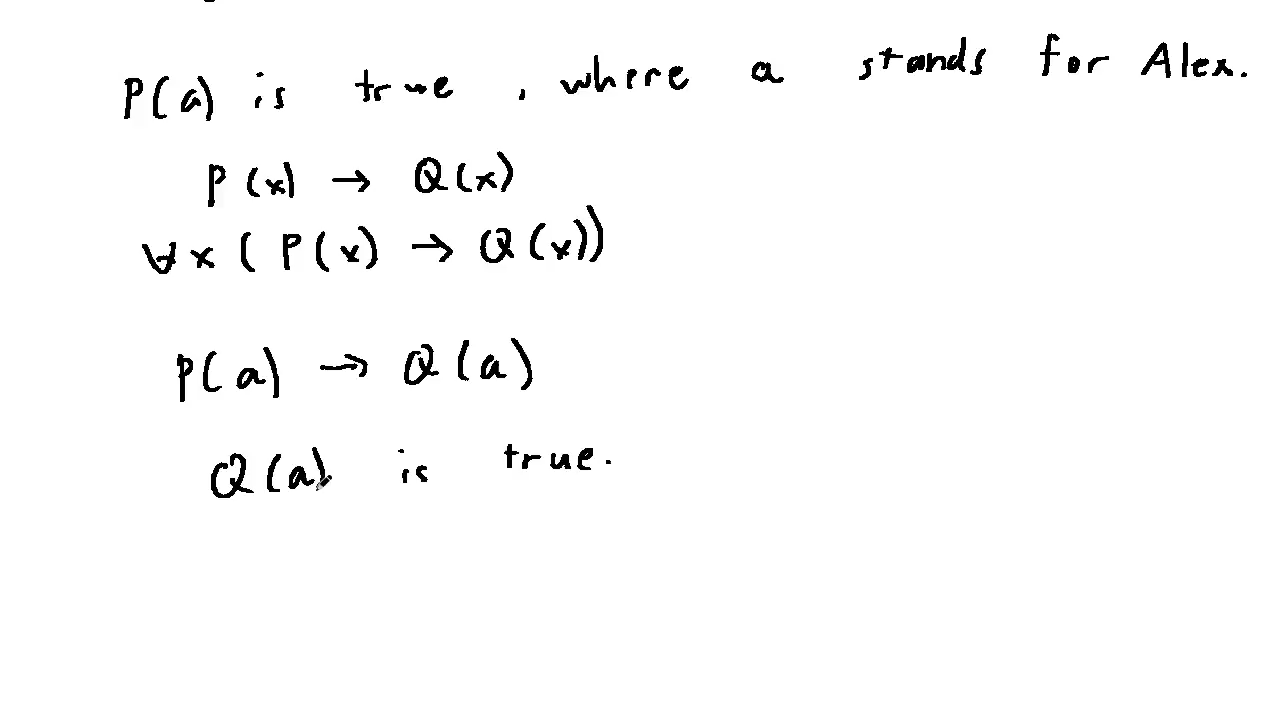 P(a) is true, where a stands for Alex.
P(x) → Q(x)
∀x(P(x) → Q(x))
P(a) → Q(a)
Q(a) is true.